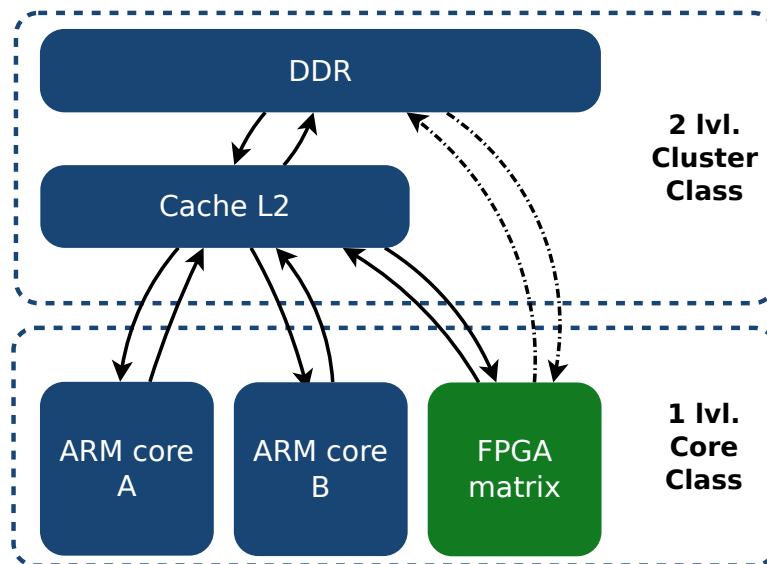 DDR
2 lvl.
Cluster
Class
Cache L2
ARM core
A
ARM core
B
FPGA
matrix
1 lvl.
Core
Class